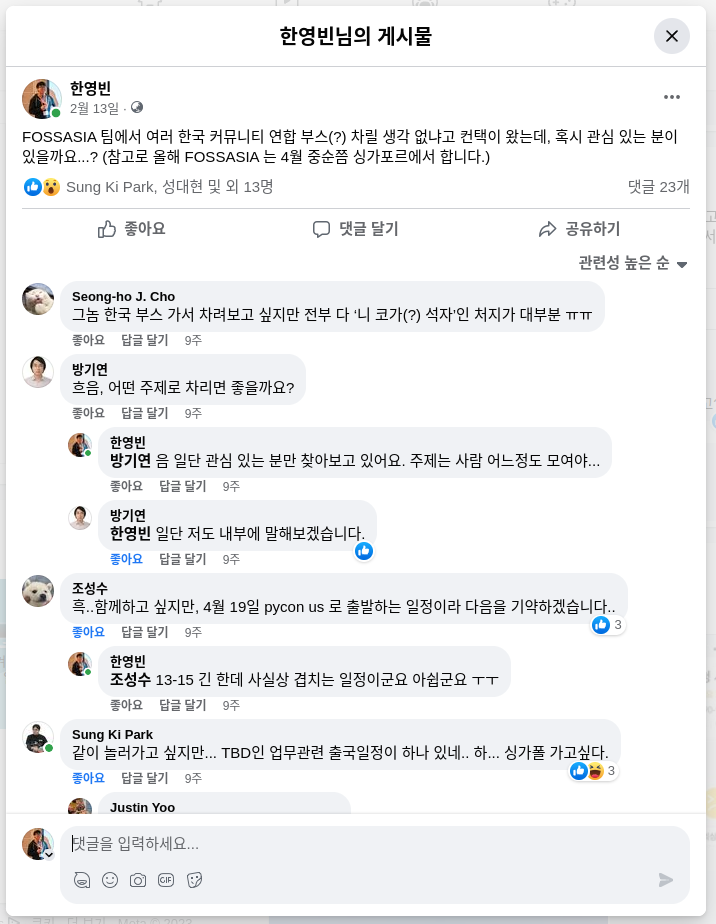 한영빈님의 게시물
한영빈
2월 13일 ·
FOSSASIA 팀에서 여러 한국 커뮤니티 연합 부스(?) 차릴 생각 없냐고 컨택이 왔는데, 혹시 관심 있는 분이
있을까요...? (참고로 올해 FOSSASIA 는 4월 중순쯤 싱가포르에서 합니다.)
Sung Ki Park, 성대현 및 외 13명
댓글 23개
좋아요
댓글 달기
공유하기
관련성 높은 순
Seong-ho J. Cho
그놈 한국 부스 가서 차려보고 싶지만 전부 다 ‘니 코가(?) 석자’인 처지가 대부분 ㅠㅠ
좋아요 답글 달기 9주
방기연
흐음, 어떤 주제로 차리면 좋을까요?
좋아요 답글 달기 9주
한영빈
방기연 음 일단 관심 있는 분만 찾아보고 있어요. 주제는 사람 어느정도 모여야...
좋아요 답글 달기 9주
방기연
한영빈 일단 저도 내부에 말해보겠습니다.
좋아요 답글 달기 9주
조성수
흑..함께하고 싶지만, 4월 19일 pycon us 로 출발하는 일정이라 다음을 기약하겠습니다..
3
좋아요 답글 달기 9주
한영빈
조성수 13-15 긴 한데 사실상 겹치는 일정이군요 아쉽군요 ㅜㅜ
좋아요 답글 달기 9주
Sung Ki Park
같이 놀러가고 싶지만... TBD인 업무관련 출국일정이 하나 있네.. 하... 싱가폴 가고싶다.
3
좋아요 답글 달기 9주
Justin Yoo
댓글을 입력하세요...
GIF